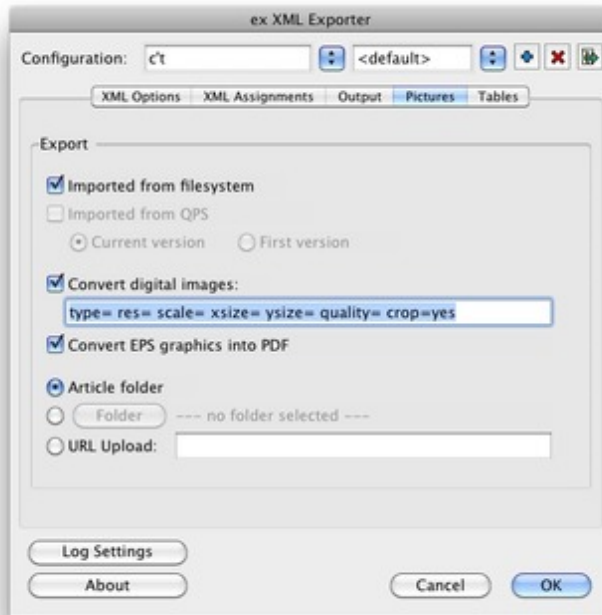 ex XML Exporter
Configuration: c't <default>
XML Options XML Assignments Output Pictures Tables
Export
Imported from filesystem
Imported from QPS
Current version First version
Convert digital images:
type= res= scale= xsize= ysize= quality= crop=yes
Convert EPS graphics into PDF
Article folder
Folder --- no folder selected ---
URL Upload:
Log Settings
About Cancel OK